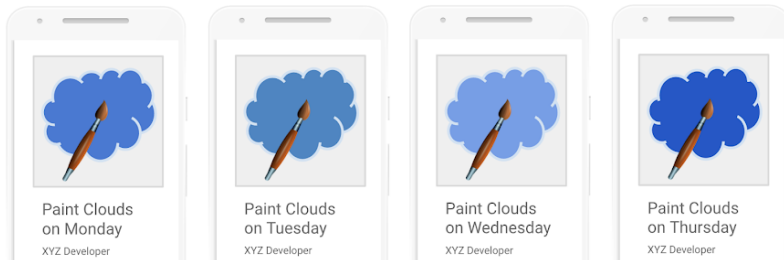 Paint Clouds
on Monday
XYZ Developer
Paint Clouds
on Tuesday
XYZ Developer
Paint Clouds
on Wednesday
XYZ Developer
Paint Clouds
on Thursday
XYZ Developer